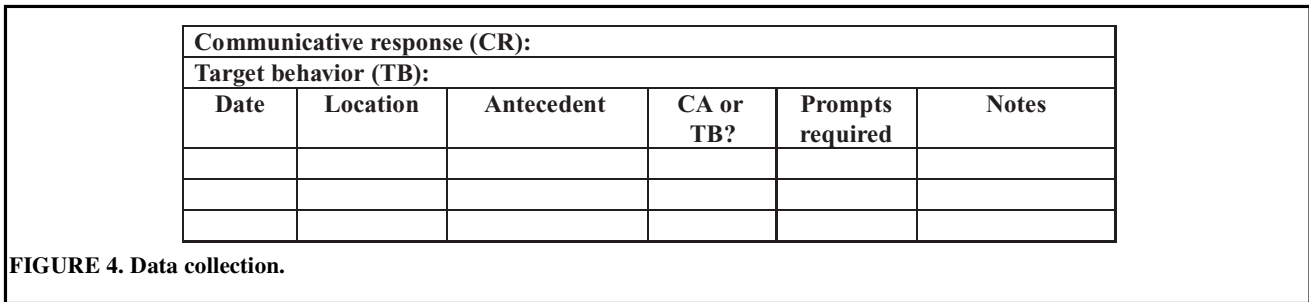 Communicative response (CR):
Target behavior (TB):
Date Location Antecedent CA or TB? Prompts required Notes
FIGURE 4. Data collection.